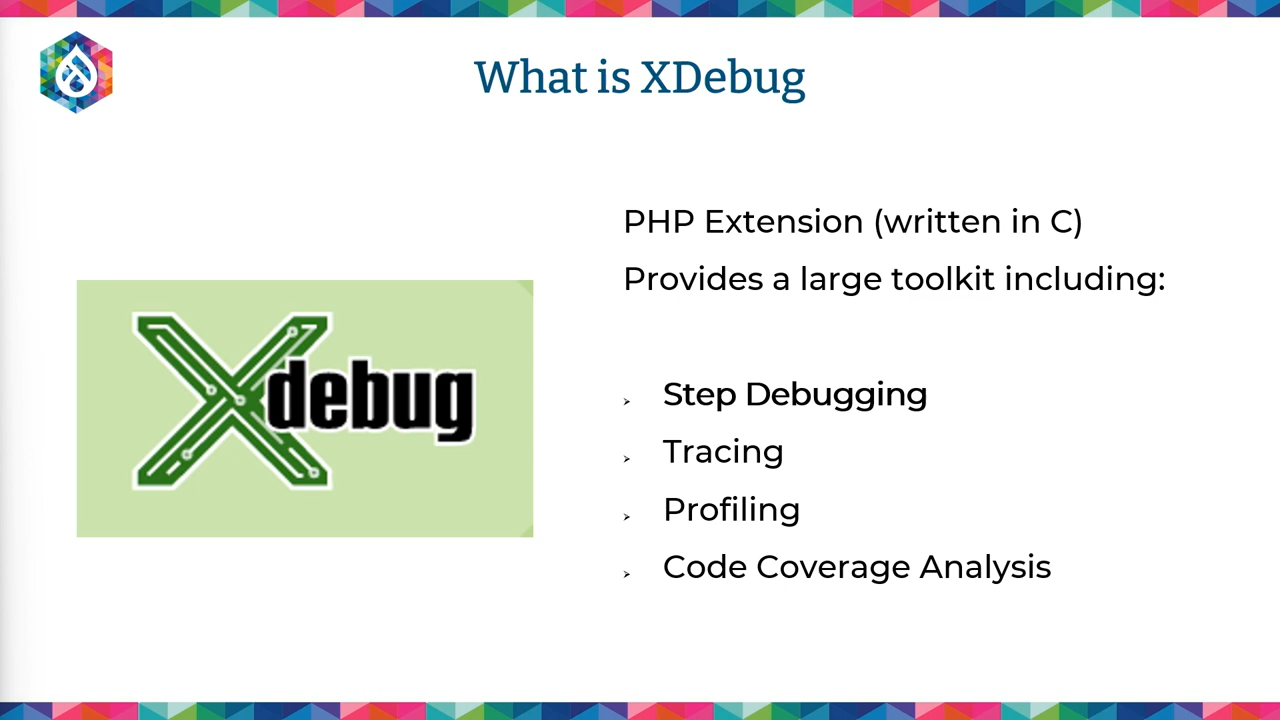 What is XDebug
Xdebug
PHP Extension (written in C)
Provides a large toolkit including:
Step Debugging
Tracing
Profiling
Code Coverage Analysis